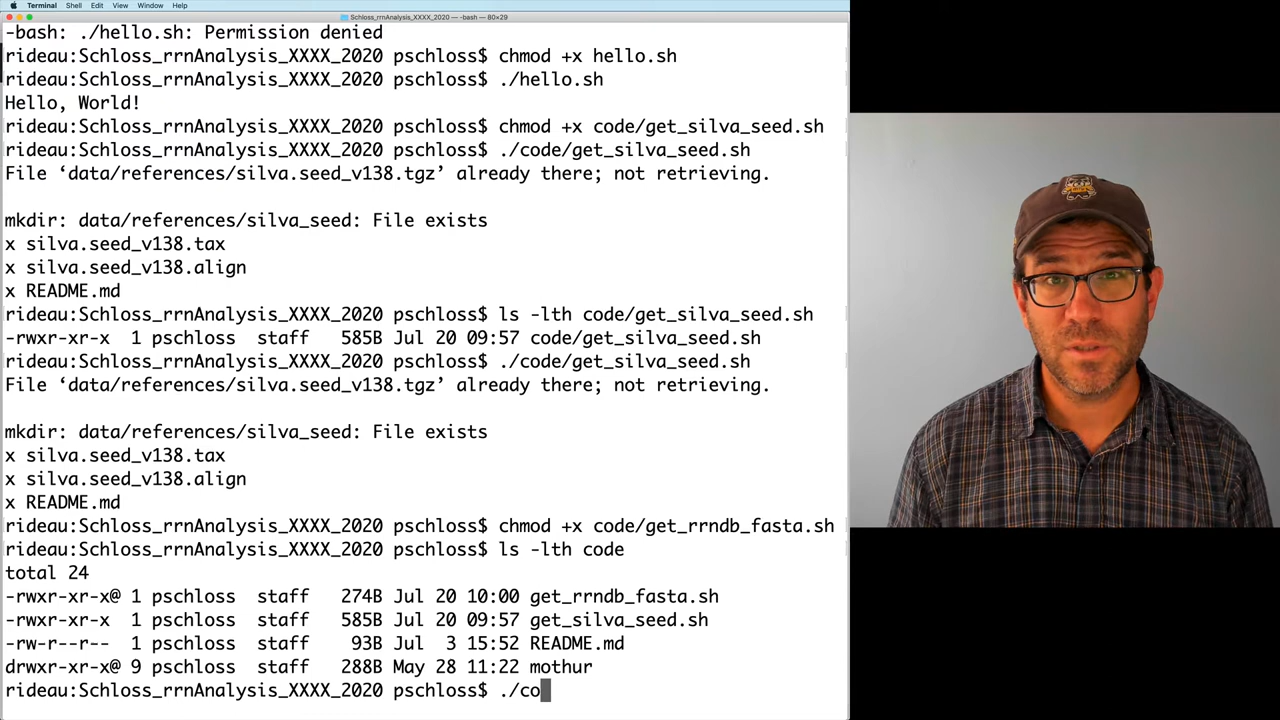 Terminal Shell Edit View Window Help
Schloss_rrnAnalysis_XXXX_2020 — -bash — 80×29
-bash: ./hello.sh: Permission denied
rideau:Schloss_rrnAnalysis_XXXX_2020 pschloss$ chmod +x hello.sh
rideau:Schloss_rrnAnalysis_XXXX_2020 pschloss$ ./hello.sh
Hello, World!
rideau:Schloss_rrnAnalysis_XXXX_2020 pschloss$ chmod +x code/get_silva_seed.sh
rideau:Schloss_rrnAnalysis_XXXX_2020 pschloss$ ./code/get_silva_seed.sh
File ‘data/references/silva.seed_v138.tgz’ already there; not retrieving.
mkdir: data/references/silva_seed: File exists
x silva.seed_v138.tax
x silva.seed_v138.align
x README.md
rideau:Schloss_rrnAnalysis_XXXX_2020 pschloss$ ls -lth code/get_silva_seed.sh
-rwxr-xr-x 1 pschloss staff 585B Jul 20 09:57 code/get_silva_seed.sh
rideau:Schloss_rrnAnalysis_XXXX_2020 pschloss$ ./code/get_silva_seed.sh
File ‘data/references/silva.seed_v138.tgz’ already there; not retrieving.
mkdir: data/references/silva_seed: File exists
x silva.seed_v138.tax
x silva.seed_v138.align
x README.md
rideau:Schloss_rrnAnalysis_XXXX_2020 pschloss$ chmod +x code/get_rrndb_fasta.sh
rideau:Schloss_rrnAnalysis_XXXX_2020 pschloss$ ls -lth code
total 24
-rwxr-xr-x@ 1 pschloss staff 274B Jul 20 10:00 get_rrndb_fasta.sh
-rwxr-xr-x 1 pschloss staff 585B Jul 20 09:57 get_silva_seed.sh
-rw-r--r-- 1 pschloss staff 93B Jul 3 15:52 README.md
drwxr-xr-x@ 9 pschloss staff 288B May 28 11:22 mothur
rideau:Schloss_rrnAnalysis_XXXX_2020 pschloss$ ./co